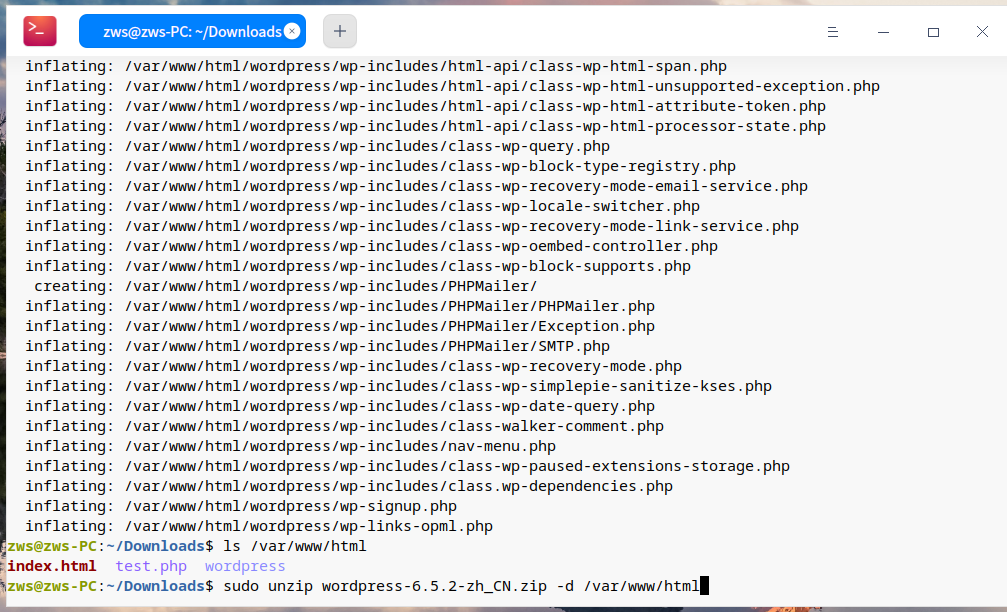 zws@zws-PC: ~/Downloads
inflating: /var/www/html/wordpress/wp-includes/html-api/class-wp-html-span.php
inflating: /var/www/html/wordpress/wp-includes/html-api/class-wp-html-unsupported-exception.php
inflating: /var/www/html/wordpress/wp-includes/html-api/class-wp-html-attribute-token.php
inflating: /var/www/html/wordpress/wp-includes/html-api/class-wp-html-processor-state.php
inflating: /var/www/html/wordpress/wp-includes/class-wp-query.php
inflating: /var/www/html/wordpress/wp-includes/class-wp-block-type-registry.php
inflating: /var/www/html/wordpress/wp-includes/class-wp-recovery-mode-email-service.php
inflating: /var/www/html/wordpress/wp-includes/class-wp-locale-switcher.php
inflating: /var/www/html/wordpress/wp-includes/class-wp-recovery-mode-link-service.php
inflating: /var/www/html/wordpress/wp-includes/class-wp-oembed-controller.php
inflating: /var/www/html/wordpress/wp-includes/class-wp-block-supports.php
creating: /var/www/html/wordpress/wp-includes/PHPMailer/
inflating: /var/www/html/wordpress/wp-includes/PHPMailer/PHPMailer.php
inflating: /var/www/html/wordpress/wp-includes/PHPMailer/Exception.php
inflating: /var/www/html/wordpress/wp-includes/PHPMailer/SMTP.php
inflating: /var/www/html/wordpress/wp-includes/class-wp-recovery-mode.php
inflating: /var/www/html/wordpress/wp-includes/class-wp-simplepie-sanitize-kses.php
inflating: /var/www/html/wordpress/wp-includes/class-wp-date-query.php
inflating: /var/www/html/wordpress/wp-includes/class-walker-comment.php
inflating: /var/www/html/wordpress/wp-includes/nav-menu.php
inflating: /var/www/html/wordpress/wp-includes/class-wp-paused-extensions-storage.php
inflating: /var/www/html/wordpress/wp-includes/class.wp-dependencies.php
inflating: /var/www/html/wordpress/wp-signup.php
inflating: /var/www/html/wordpress/wp-links-opml.php
zws@zws-PC:~/Downloads$ ls /var/www/html
index.html  test.php  wordpress
zws@zws-PC:~/Downloads$ sudo unzip wordpress-6.5.2-zh_CN.zip -d /var/www/html